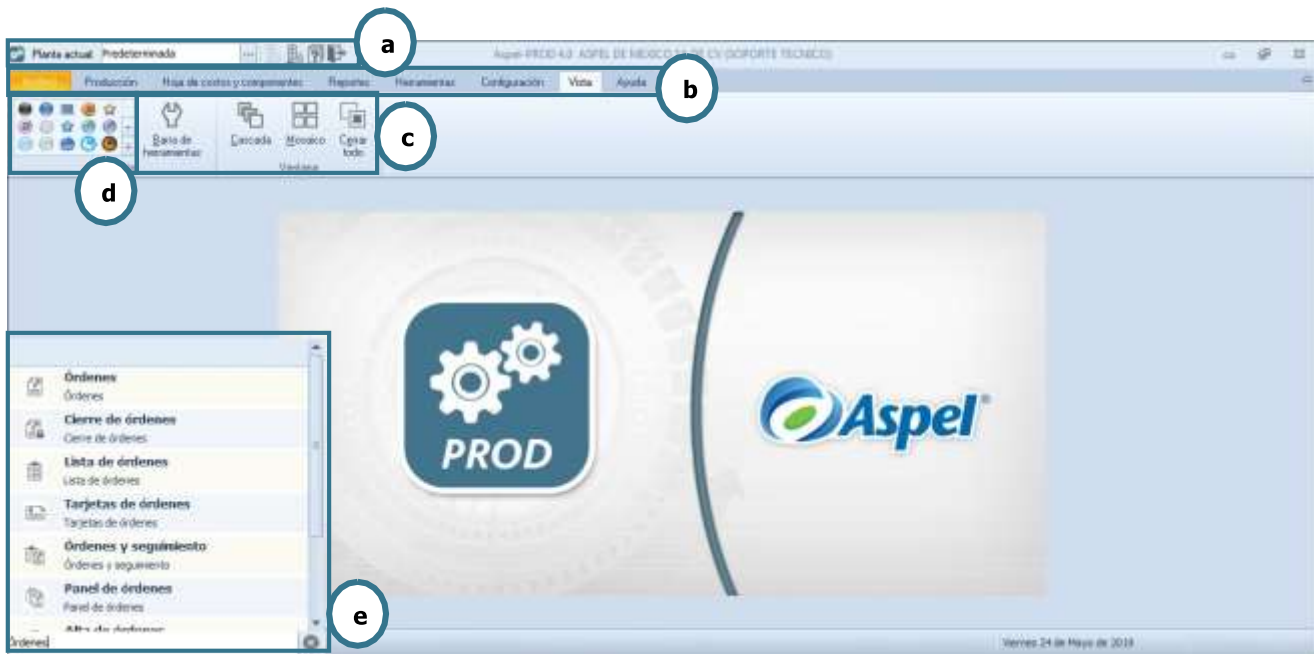 Planta actual Predeterminada
a
Aspel-PROD 4.0 ASPEL DE MEXICO SA DE CV (SOPORTE TECNICO)
Producción Hoja de costos y componentes Reportes Herramientas Configuración Vista Ayuda
b
Barra de herramientas
Cascada Mosaico Cerrar todo
Ventana
c
d
PROD
Aspel®
Órdenes
Órdenes
Cierre de órdenes
Cierre de órdenes
Lista de órdenes
Lista de órdenes
Tarjetas de órdenes
Tarjetas de órdenes
Órdenes y seguimiento
Órdenes y seguimiento
Panel de órdenes
Panel de órdenes
Alta de órdenes
e
Órdenes
Viernes 24 de Mayo de 2019